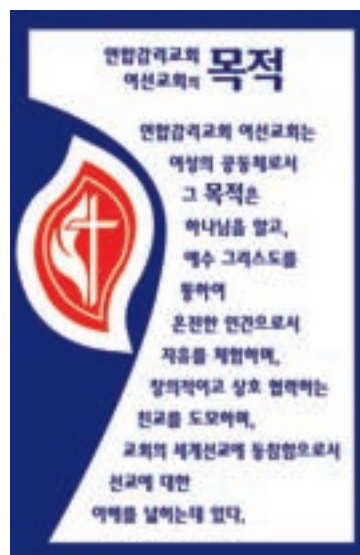 연합감리교회
여선교회의 목적
연합감리교회 여선교회는
여성의 공동체로서
그 목적은
하나님을 알고,
예수 그리스도를
통하여
온전한 인간으로서
자유를 체험하며,
창의적이고 상호 협력하는
친교를 도모하며,
교회의 세계선교에 동참함으로서
선교에 대한
이해를 넓히는데 있다.